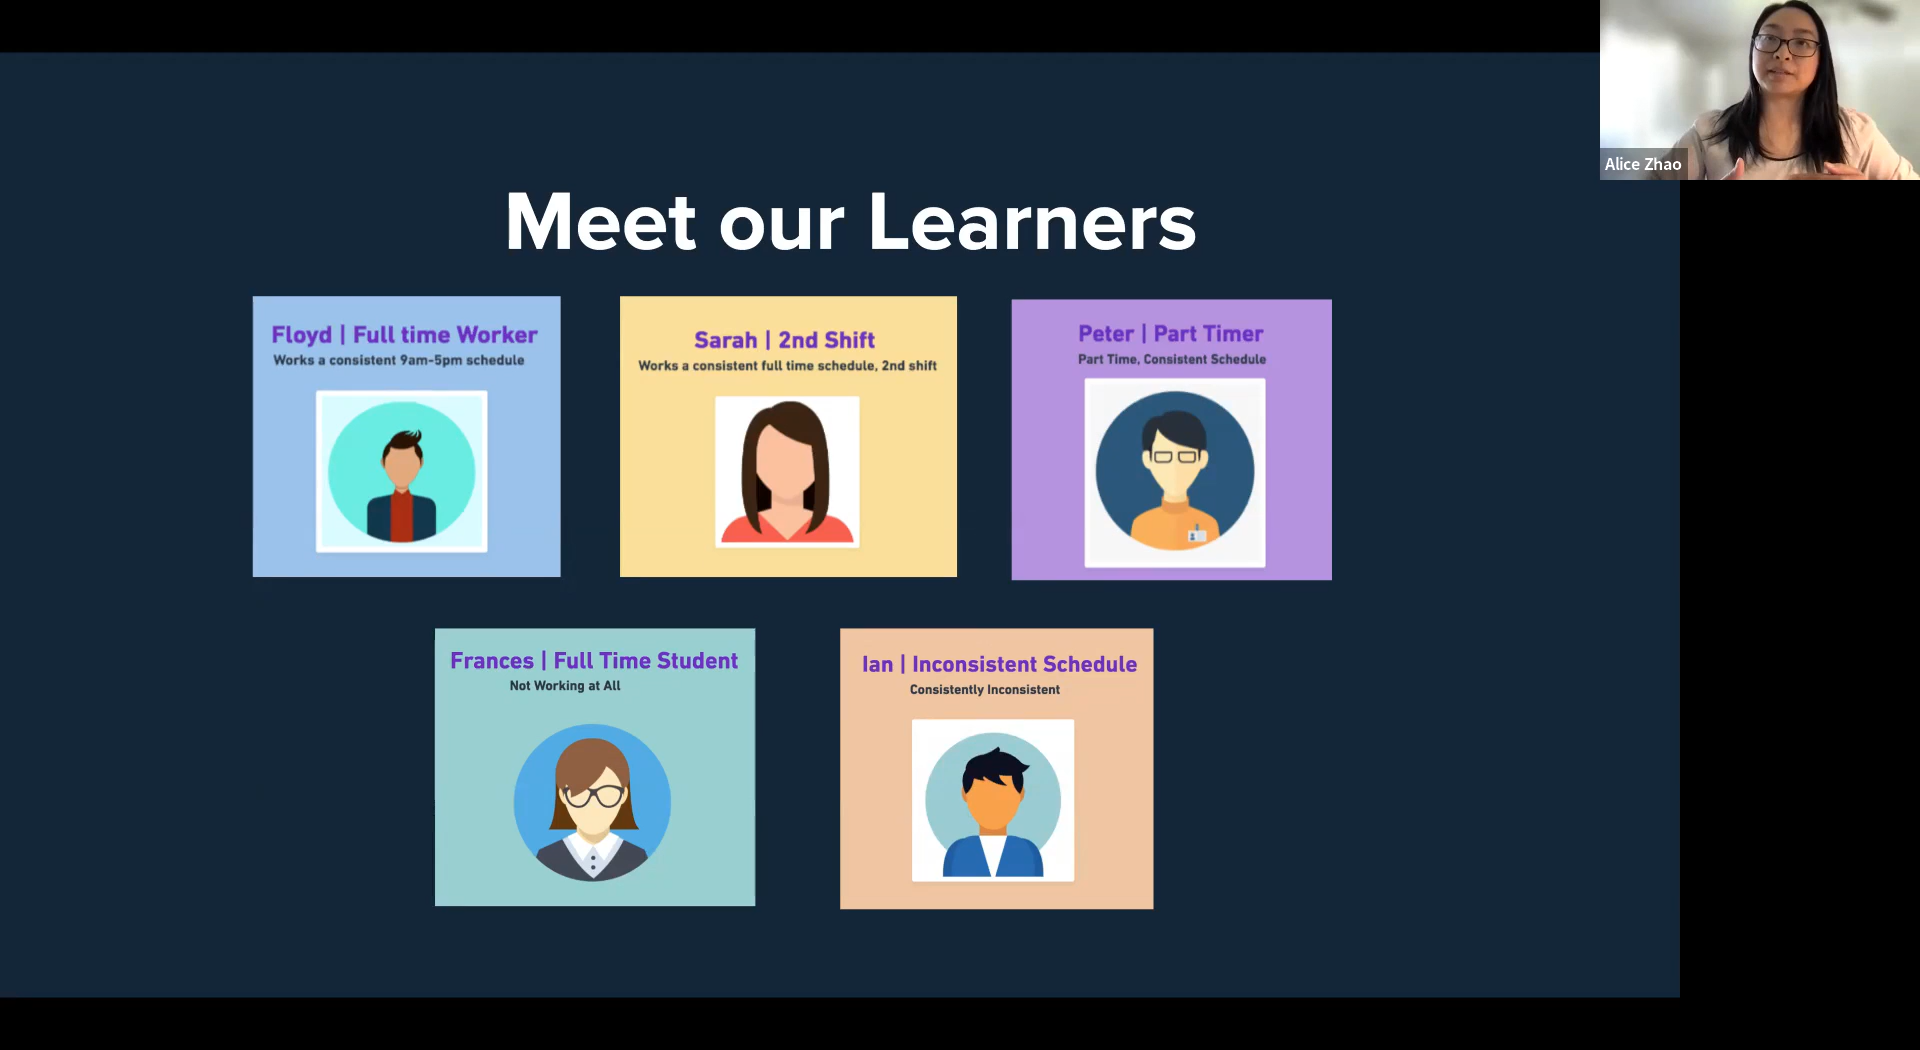 Alice Zhao
Meet our Learners
Floyd | Full time Worker
Works a consistent 9am-5pm schedule
Sarah | 2nd Shift
Works a consistent full time schedule, 2nd shift
Peter | Part Timer
Part Time, Consistent Schedule
Frances | Full Time Student
Not Working at All
Ian | Inconsistent Schedule
Consistently Inconsistent